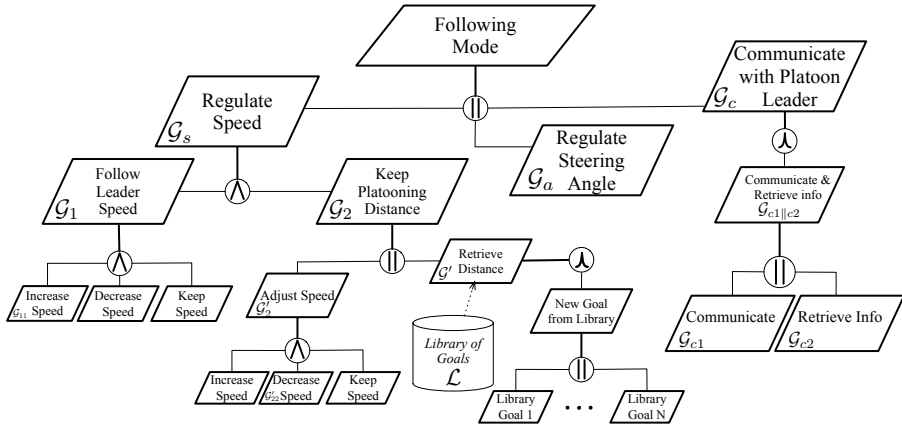 Following
Mode
||
Regulate
Speed
𝒢s
Communicate
with Platoon
Leader
𝒢c
Regulate
Steering
Angle
𝒢a
Follow
Leader
Speed
𝒢1
∧
Keep
Platooning
Distance
𝒢2
Communicate &
Retrieve info
𝒢c1||c2
∧
||
∧
||
Retrieve
Distance
𝒢′
Increase
Speed
𝒢11
Decrease
Speed
Keep
Speed
Adjust Speed
𝒢′2
New Goal
from Library
Communicate
𝒢c1
Retrieve Info
𝒢c2
Library of
Goals
ℒ
∧
||
Increase
Speed
Decrease
Speed
𝒢′22
Keep
Speed
Library
Goal 1
• • •
Library
Goal N